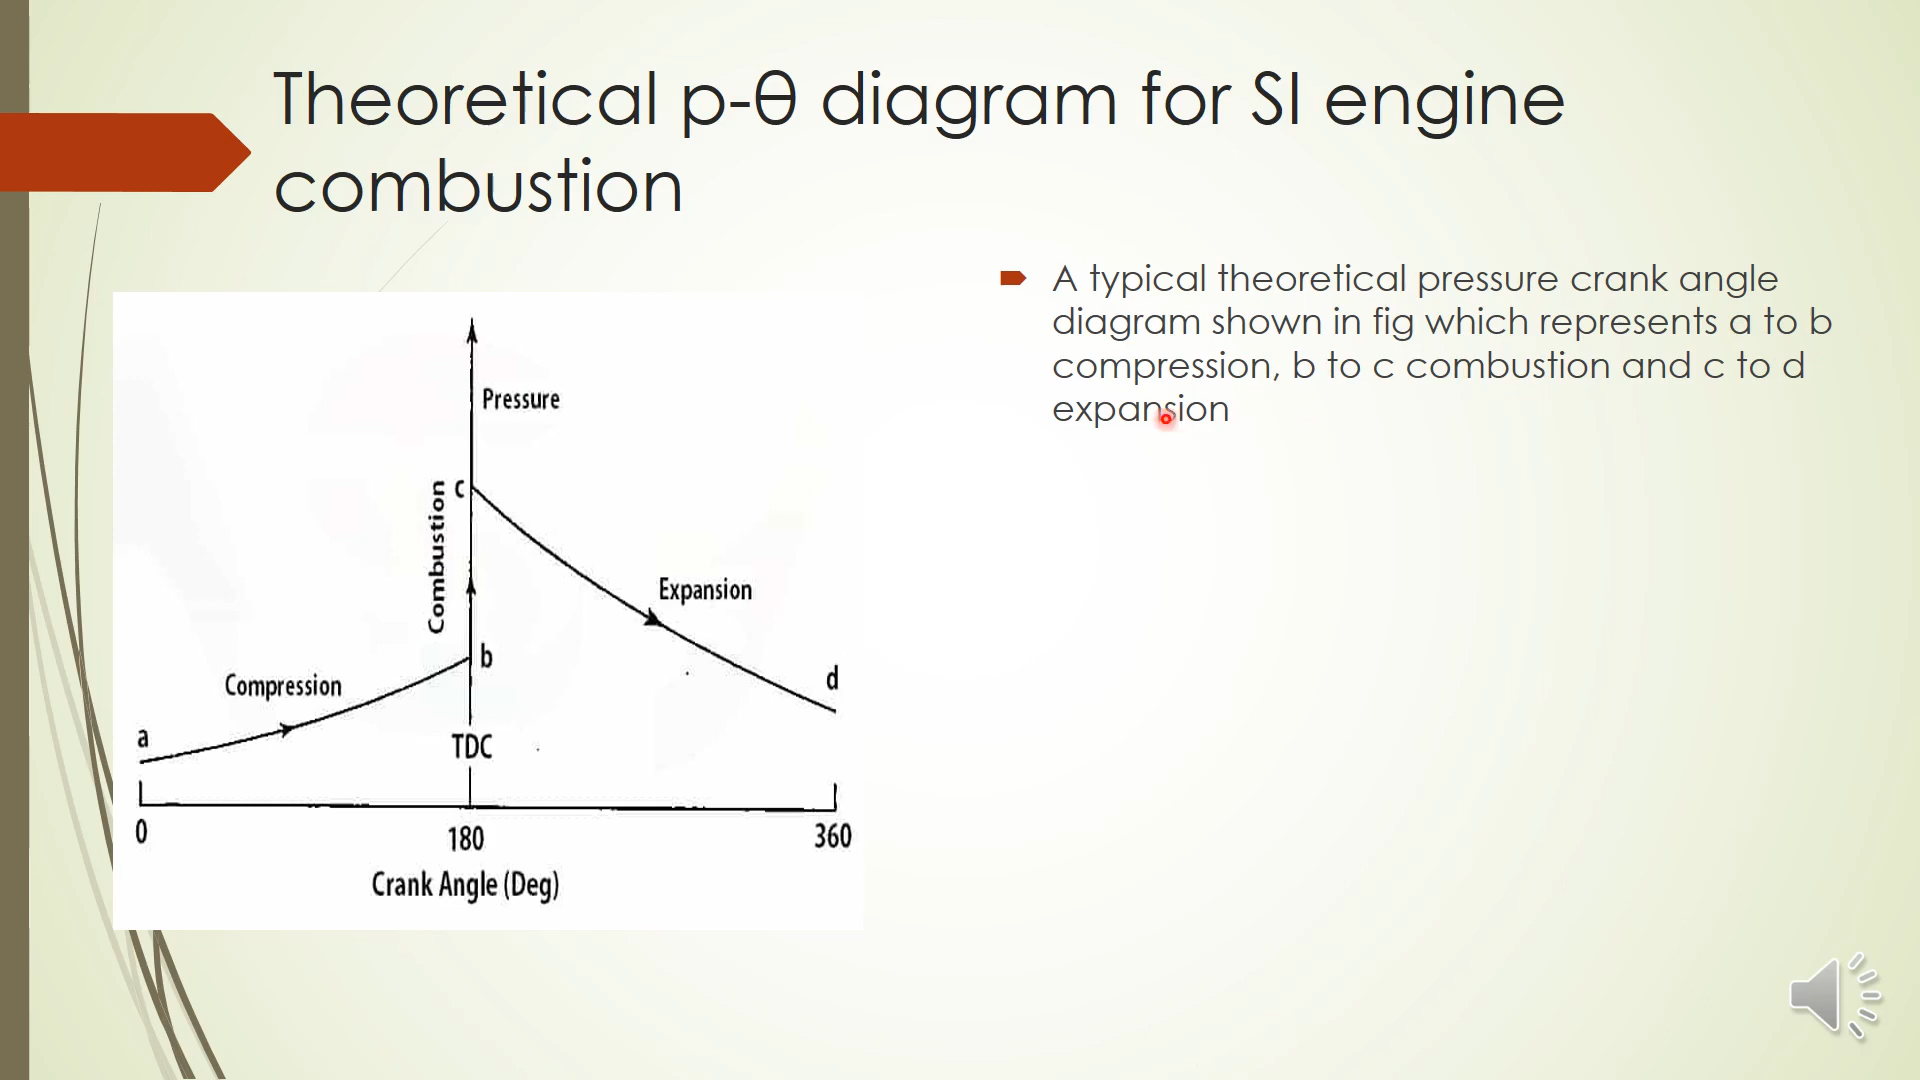 Theoretical p-θ diagram for SI engine
combustion
A typical theoretical pressure crank angle
diagram shown in fig which represents a to b
compression, b to c combustion and c to d
expansion
Pressure
c
Combustion
Expansion
b
Compression
d
a
TDC
0
180
360
Crank Angle (Deg)